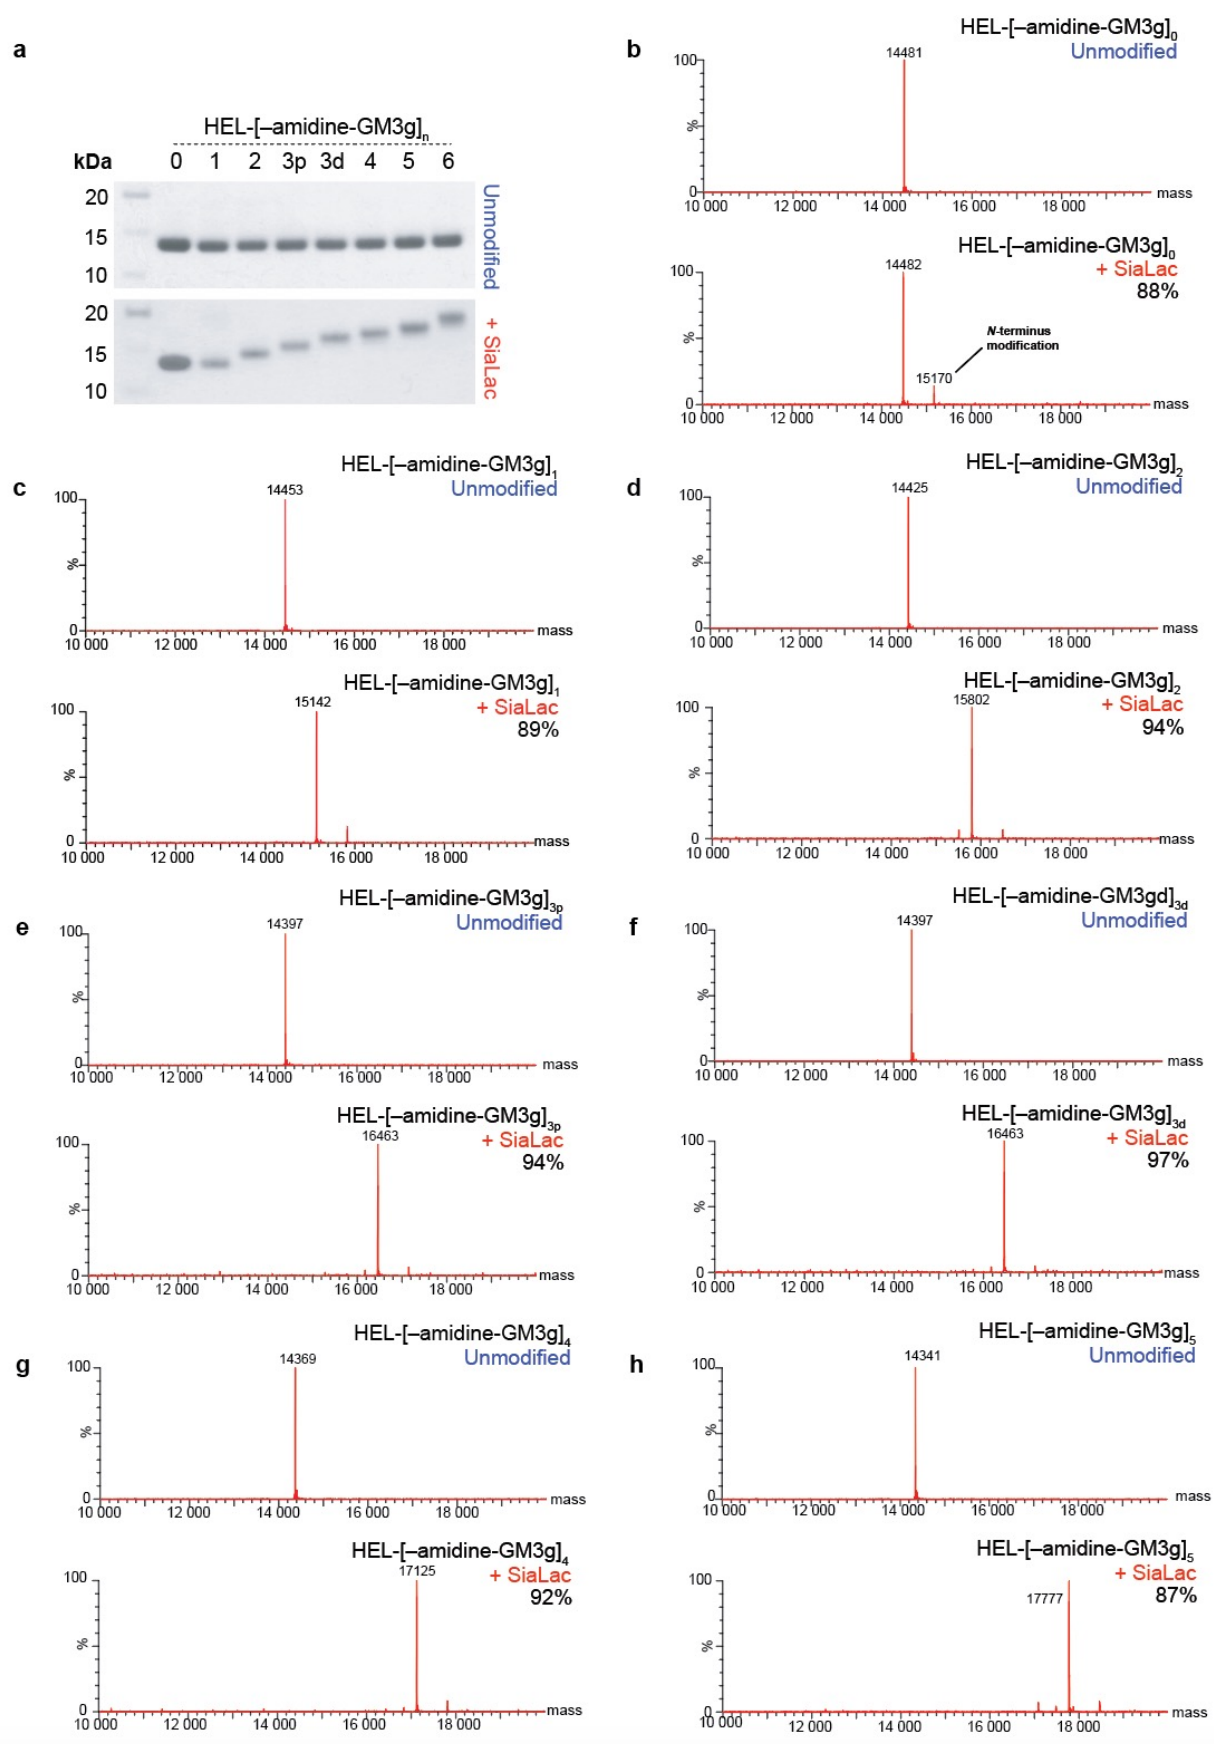 a
HEL-[–amidine-GM3g]n
kDa 0 1 2 3p 3d 4 5 6
20
15
10
Unmodified
20
15
10
+ SiaLac
b
HEL-[–amidine-GM3g]0
Unmodified
14481
100
%
0
10 000 12 000 14 000 16 000 18 000 mass
HEL-[–amidine-GM3g]0
+ SiaLac
88%
14482
100
%
N-terminus
modification
15170
0
10 000 12 000 14 000 16 000 18 000 mass
c
HEL-[–amidine-GM3g]1
Unmodified
14453
100
%
0
10 000 12 000 14 000 16 000 18 000 mass
HEL-[–amidine-GM3g]1
+ SiaLac
89%
15142
100
%
0
10 000 12 000 14 000 16 000 18 000 mass
d
HEL-[–amidine-GM3g]2
Unmodified
14425
100
%
0
10 000 12 000 14 000 16 000 18 000 mass
HEL-[–amidine-GM3g]2
+ SiaLac
94%
15802
100
%
0
10 000 12 000 14 000 16 000 18 000 mass
e
HEL-[–amidine-GM3g]3p
Unmodified
14397
100
%
0
10 000 12 000 14 000 16 000 18 000 mass
HEL-[–amidine-GM3g]3p
+ SiaLac
94%
16463
100
%
0
10 000 12 000 14 000 16 000 18 000 mass
f
HEL-[–amidine-GM3gd]3d
Unmodified
14397
100
%
0
10 000 12 000 14 000 16 000 18 000 mass
HEL-[–amidine-GM3g]3d
+ SiaLac
97%
16463
100
%
0
10 000 12 000 14 000 16 000 18 000 mass
g
HEL-[–amidine-GM3g]4
Unmodified
14369
100
%
0
10 000 12 000 14 000 16 000 18 000 mass
HEL-[–amidine-GM3g]4
+ SiaLac
92%
17125
100
%
0
10 000 12 000 14 000 16 000 18 000 mass
h
HEL-[–amidine-GM3g]5
Unmodified
14341
100
%
0
10 000 12 000 14 000 16 000 18 000 mass
HEL-[–amidine-GM3g]5
+ SiaLac
87%
17777
100
%
0
10 000 12 000 14 000 16 000 18 000 mass